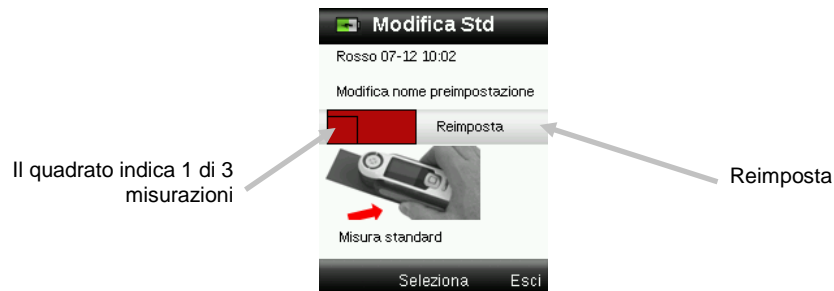 Modifica Std
Rosso 07-12 10:02
Modifica nome preimpostazione
Reimposta
Il quadrato indica 1 di 3
misurazioni
Reimposta
Misura standard
Seleziona Esci